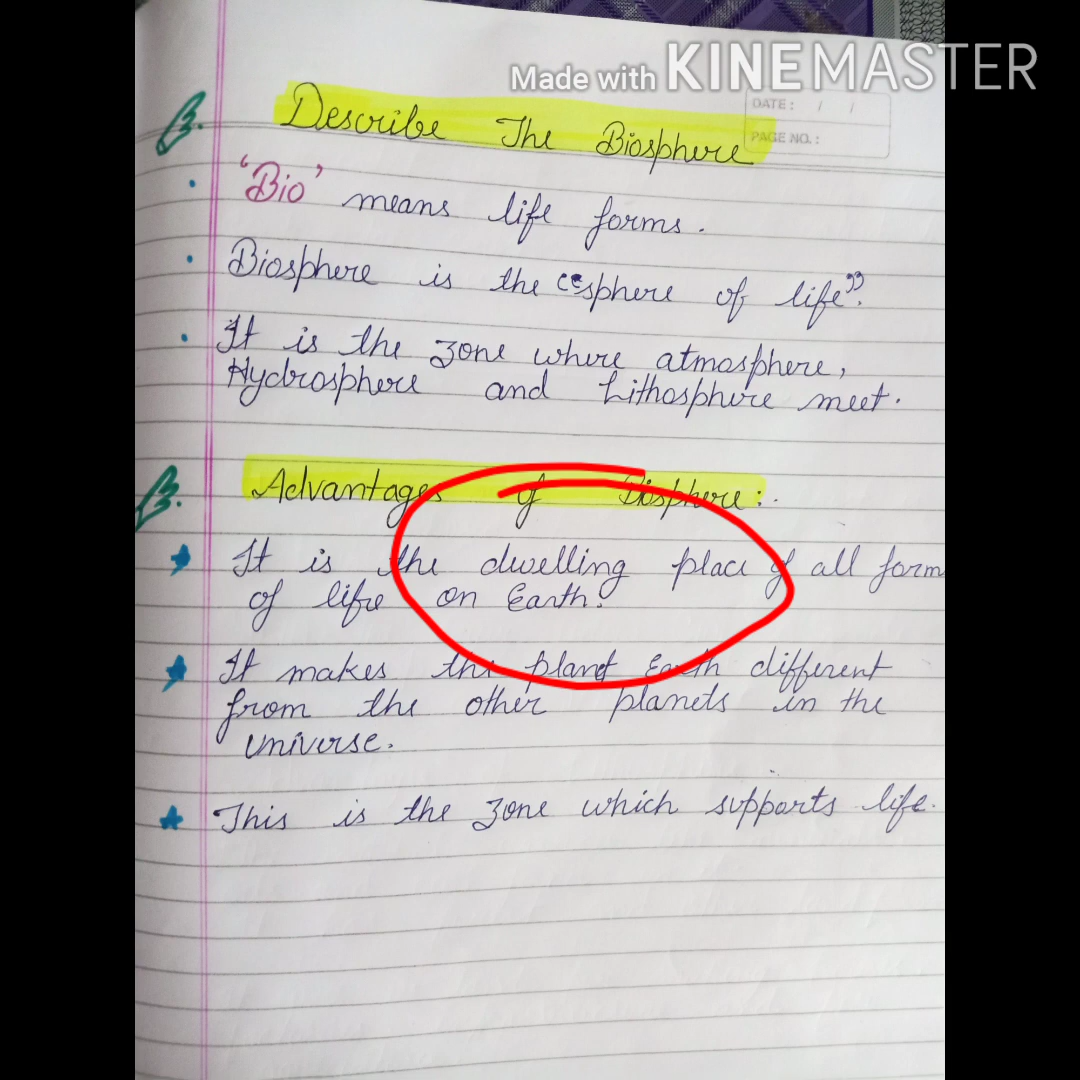 Made with KINEMASTER
DATE: / /
PAGE NO.:
Describe The Biosphere
'Bio' means life forms.
Biosphere is the "sphere of life".
It is the zone where atmosphere,
Hydrosphere and Lithosphere meet.
Advantages of Biosphere:
It is the dwelling place of all form
of life on Earth.
It makes the planet Earth different
from the other planets in the
universe.
This is the zone which supports life.